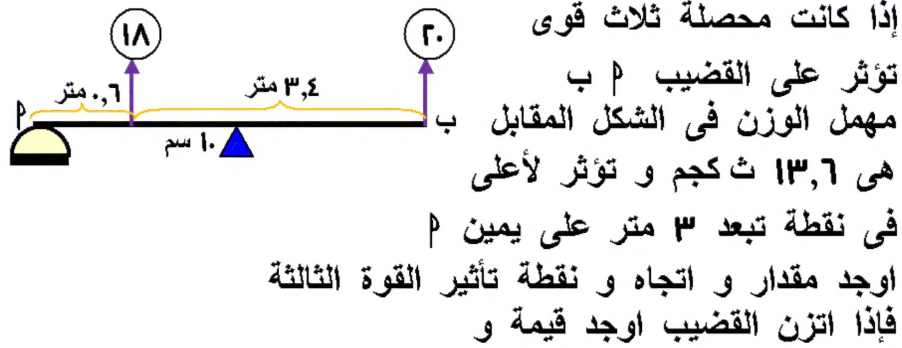 ١٨
٢٠
٠,٦ متر
٣,٤ متر
أ
ب
١٠ سم
إذا كانت محصلة ثلاث قوى
تؤثر على القضيب أ ب
مهمل الوزن فى الشكل المقابل
هى ١٣,٦ ث كجم و تؤثر لأعلى
فى نقطة تبعد ٣ متر على يمين أ
اوجد مقدار و اتجاه و نقطة تأثير القوة الثالثة
فإذا اتزن القضيب اوجد قيمة و